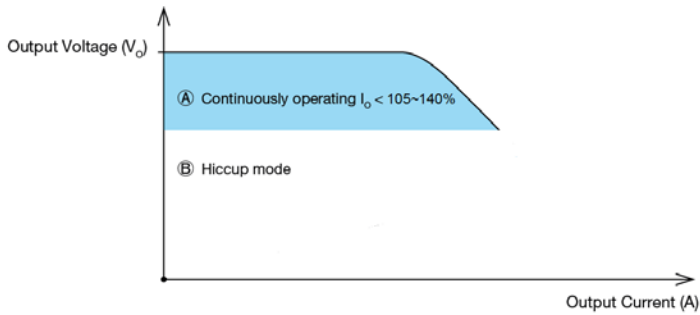 Output Voltage (Vo)
Ⓐ Continuously operating Io < 105~140%
Ⓑ Hiccup mode
Output Current (A)